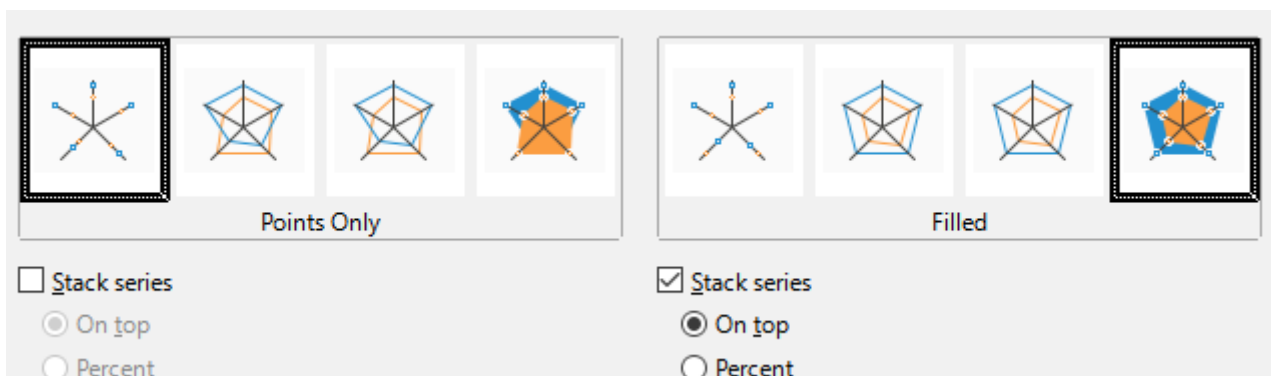 Points Only
Filled
Stack series
Stack series
On top
On top
Percent
Percent